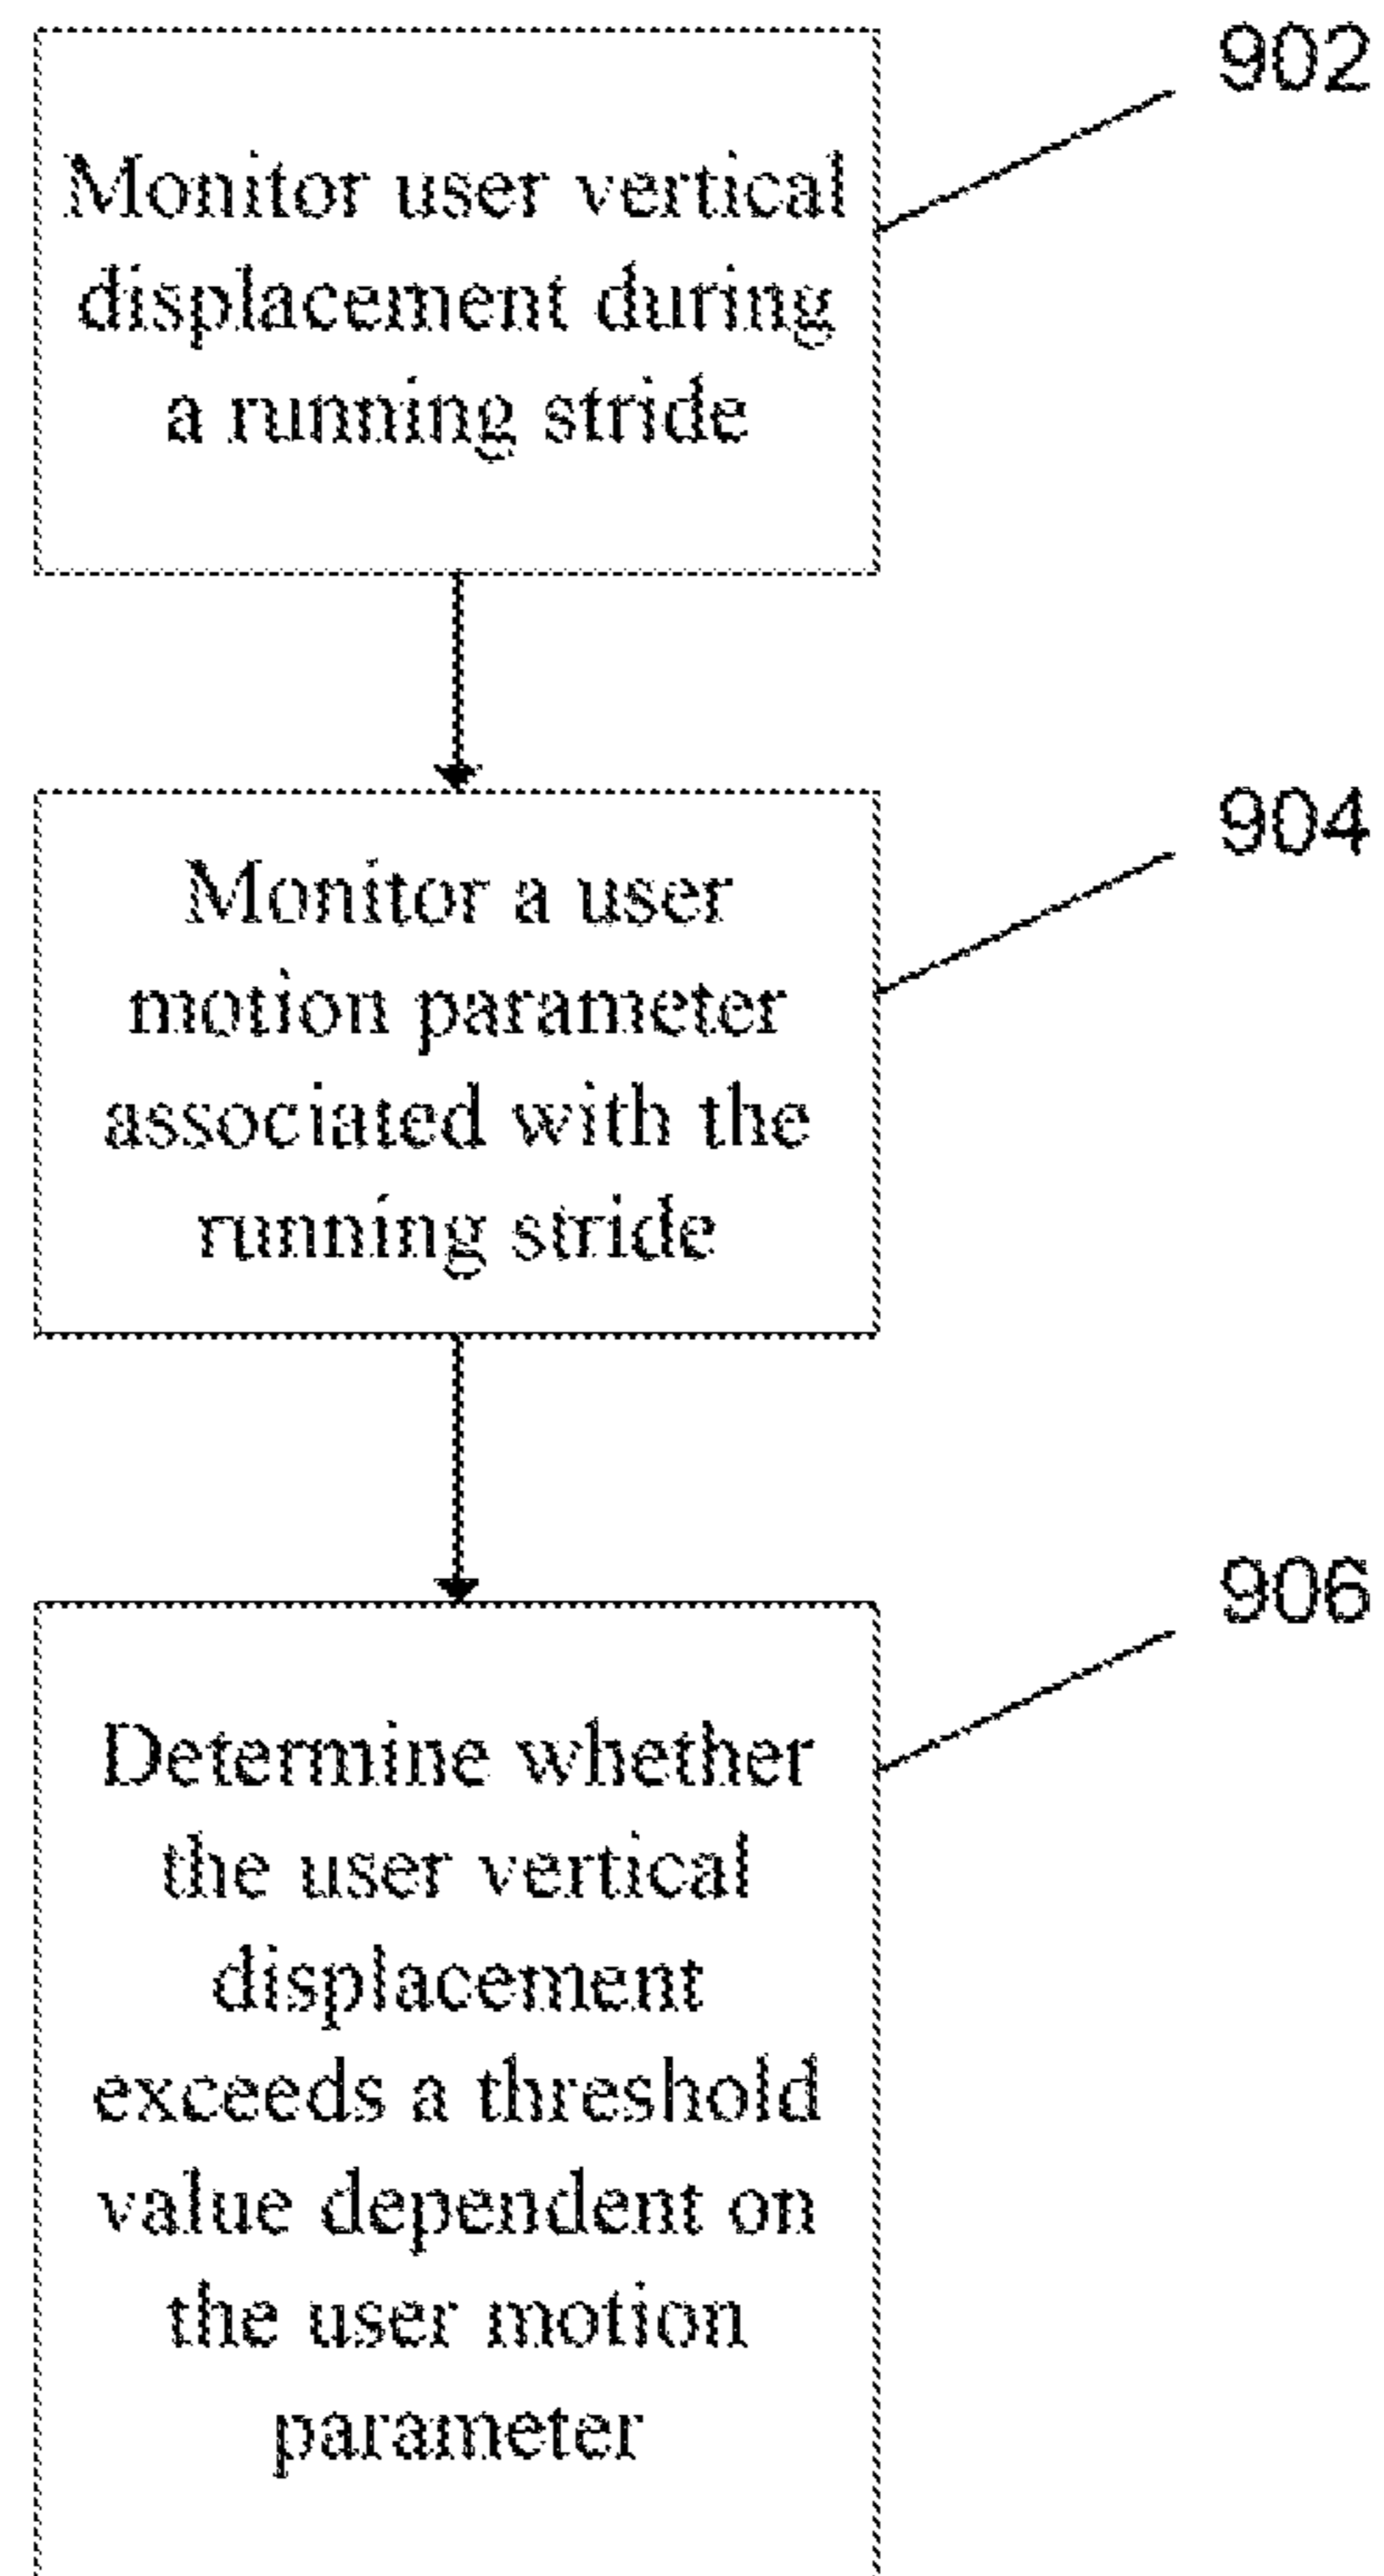 902
Monitor user vertical
displacement during
a running stride
904
Monitor a user
motion parameter
associated with the
running stride
906
Determine whether
the user vertical
displacement
exceeds a threshold
value dependent on
the user motion
parameter